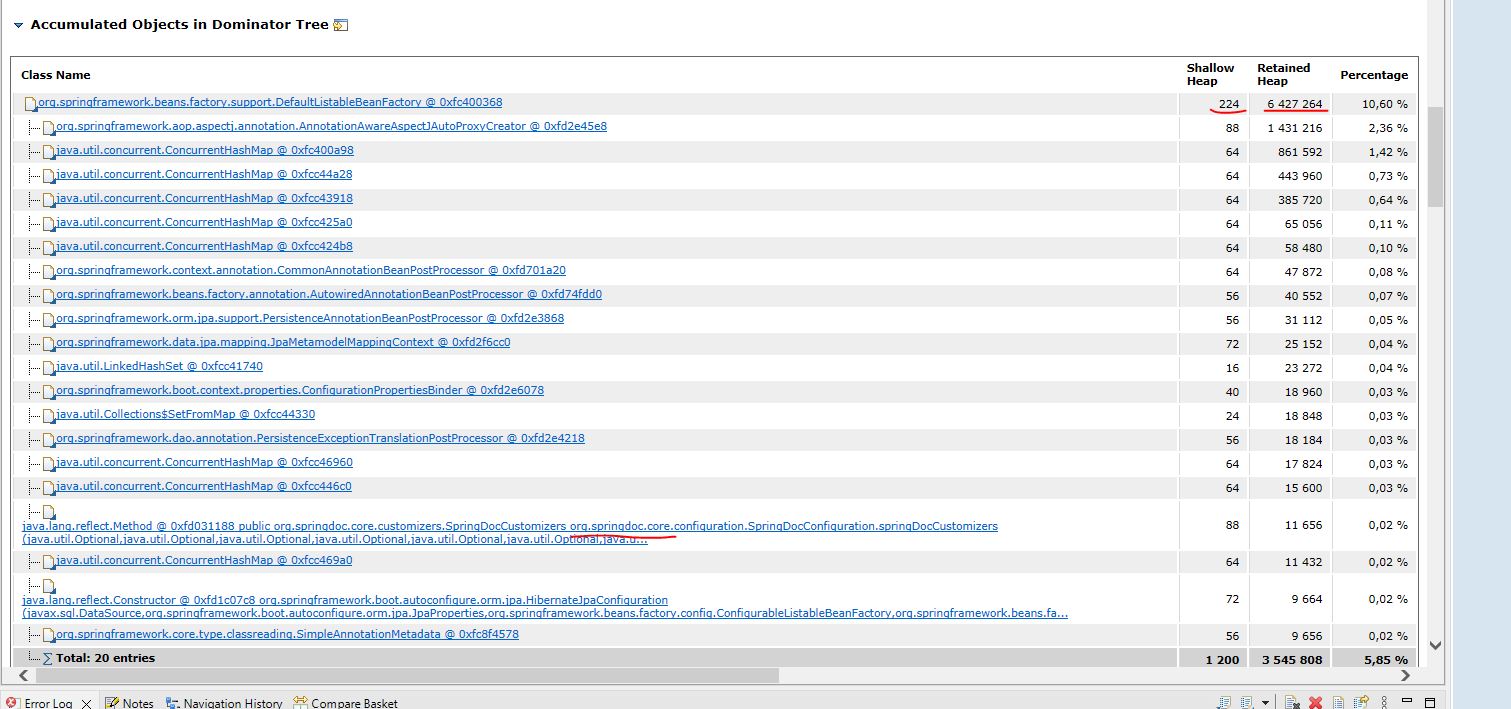 Accumulated Objects in Dominator Tree
Class Name Shallow Heap Retained Heap Percentage
org.springframework.beans.factory.support.DefaultListableBeanFactory @ 0xfc400368 224 6 427 264 10,60 %
org.springframework.aop.aspectj.annotation.AnnotationAwareAspectJAutoProxyCreator @ 0xfd2e45e8 88 1 431 216 2,36 %
java.util.concurrent.ConcurrentHashMap @ 0xfc400a98 64 861 592 1,42 %
java.util.concurrent.ConcurrentHashMap @ 0xfcc44a28 64 443 960 0,73 %
java.util.concurrent.ConcurrentHashMap @ 0xfcc43918 64 385 720 0,64 %
java.util.concurrent.ConcurrentHashMap @ 0xfcc425a0 64 65 056 0,11 %
java.util.concurrent.ConcurrentHashMap @ 0xfcc424b8 64 58 480 0,10 %
org.springframework.context.annotation.CommonAnnotationBeanPostProcessor @ 0xfd701a20 64 47 872 0,08 %
org.springframework.beans.factory.annotation.AutowiredAnnotationBeanPostProcessor @ 0xfd74fdd0 56 40 552 0,07 %
org.springframework.orm.jpa.support.PersistenceAnnotationBeanPostProcessor @ 0xfd2e3868 56 31 112 0,05 %
org.springframework.data.jpa.mapping.JpaMetamodelMappingContext @ 0xfd2f6cc0 72 25 152 0,04 %
java.util.LinkedHashSet @ 0xfcc41740 16 23 272 0,04 %
org.springframework.boot.context.properties.ConfigurationPropertiesBinder @ 0xfd2e6078 40 18 960 0,03 %
java.util.Collections$SetFromMap @ 0xfcc44330 24 18 848 0,03 %
org.springframework.dao.annotation.PersistenceExceptionTranslationPostProcessor @ 0xfd2e4218 56 18 184 0,03 %
java.util.concurrent.ConcurrentHashMap @ 0xfcc46960 64 17 824 0,03 %
java.util.concurrent.ConcurrentHashMap @ 0xfcc446c0 64 15 600 0,03 %
java.lang.reflect.Method @ 0xfd031188 public org.springdoc.core.customizers.SpringDocCustomizers org.springdoc.core.configuration.SpringDocConfiguration.springDocCustomizers
(java.util.Optional,java.util.Optional,java.util.Optional,java.util.Optional,java.util.Optional,java.util.Optional,java.u... 88 11 656 0,02 %
java.util.concurrent.ConcurrentHashMap @ 0xfcc469a0 64 11 432 0,02 %
java.lang.reflect.Constructor @ 0xfd1c07c8 org.springframework.boot.autoconfigure.orm.jpa.HibernateJpaConfiguration
(javax.sql.DataSource,org.springframework.boot.autoconfigure.orm.jpa.JpaProperties,org.springframework.beans.factory.config.ConfigurableListableBeanFactory,org.springframework.beans.fa... 72 9 664 0,02 %
org.springframework.core.type.classreading.SimpleAnnotationMetadata @ 0xfc8f4578 56 9 656 0,02 %
Total: 20 entries 1 200 3 545 808 5,85 %
Error Log Notes Navigation History Compare Basket